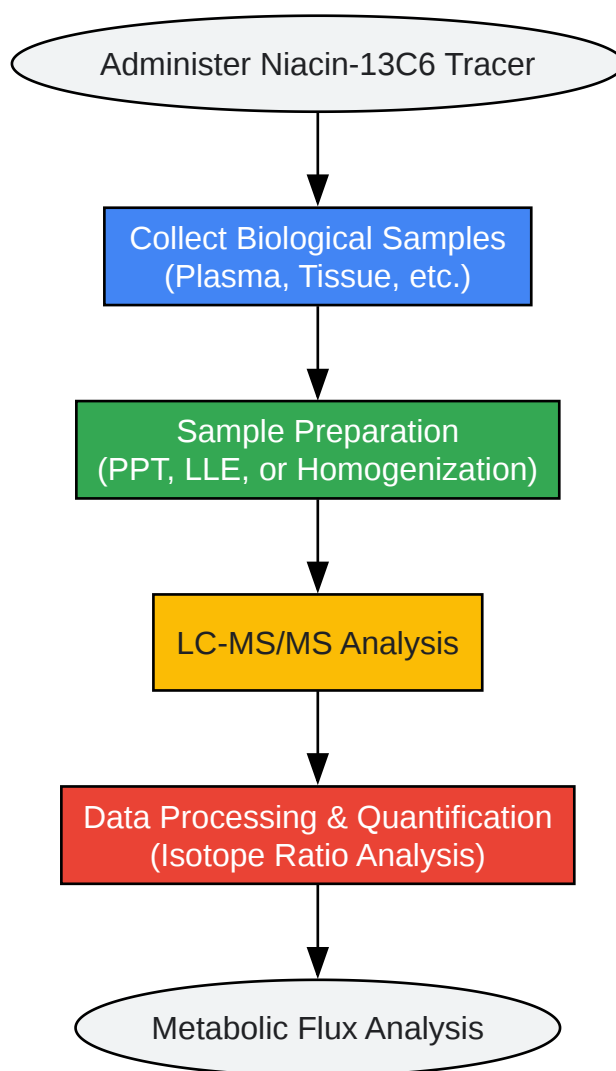 Administer Niacin-13C6 Tracer
Collect Biological Samples
(Plasma, Tissue, etc.)
Sample Preparation
(PPT, LLE, or Homogenization)
LC-MS/MS Analysis
Data Processing & Quantification
(Isotope Ratio Analysis)
Metabolic Flux Analysis